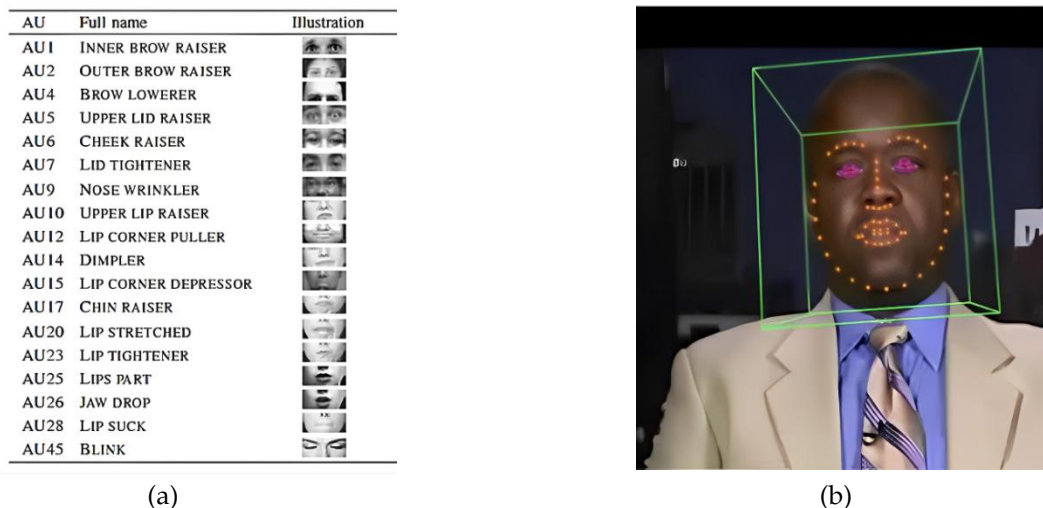 AU Full name Illustration
AU1 INNER BROW RAISER
AU2 OUTER BROW RAISER
AU4 BROW LOWERER
AU5 UPPER LID RAISER
AU6 CHEEK RAISER
AU7 LID TIGHTENER
AU9 NOSE WRINKLER
AU10 UPPER LIP RAISER
AU12 LIP CORNER PULLER
AU14 DIMPLER
AU15 LIP CORNER DEPRESSOR
AU17 CHIN RAISER
AU20 LIP STRETCHED
AU23 LIP TIGHTENER
AU25 LIPS PART
AU26 JAW DROP
AU28 LIP SUCK
AU45 BLINK
(a)
(b)